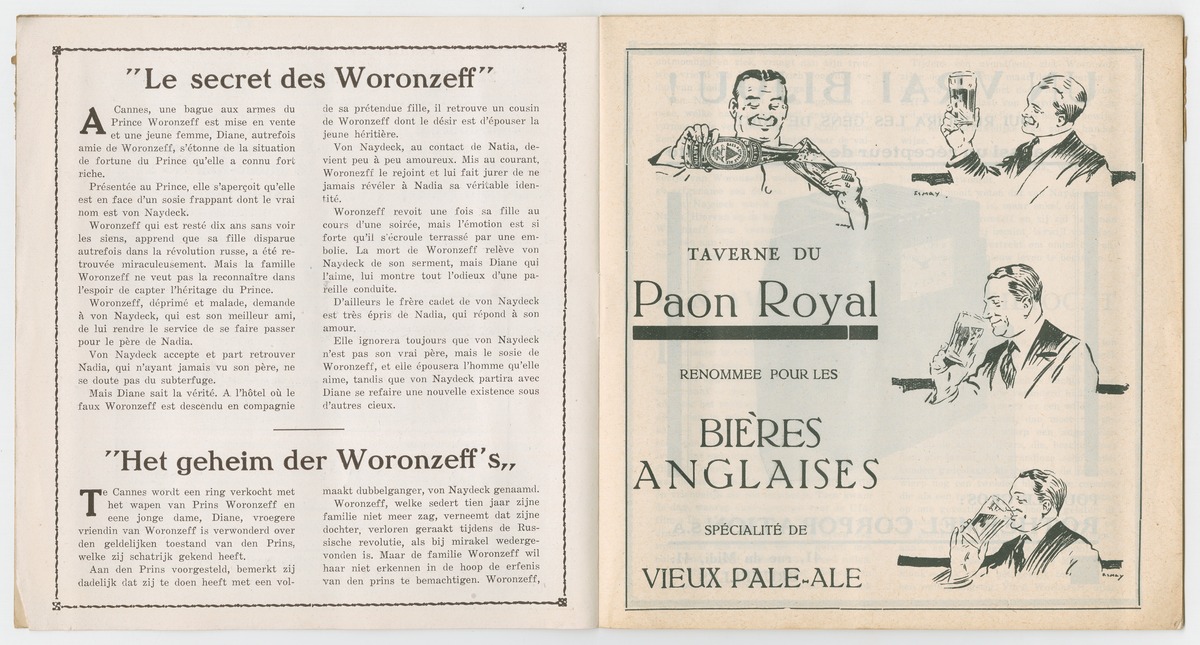 "Le secret des Woronzeff"
A Cannes, une bague aux armes du
Prince Woronzeff est mise en vente
et une jeune femme, Diane, autrefois
amie de Woronzeff, s'étonne de la situation
de fortune du Prince qu'elle a connu fort
riche.
Présentée au Prince, elle s'aperçoit qu'elle
est en face d'un sosie frappant dont le vrai
nom est von Naydeck.
Woronzeff qui est resté dix ans sans voir
les siens, apprend que sa fille disparue
autrefois dans la révolution russe, a été re-
trouvée miraculeusement. Mais la famille
Woronzeff ne veut pas la reconnaître dans
l'espoir de capter l'héritage du Prince.
Woronzeff, déprimé et malade, demande
à von Naydeck, qui est son meilleur ami,
de lui rendre le service de se faire passer
pour le père de Nadia.
Von Naydeck accepte et part retrouver
Nadia, qui n'ayant jamais vu son père, ne
se doute pas du subterfuge.
Mais Diane sait la vérité. A l'hôtel où le
faux Woronzeff est descendu en compagnie
de sa prétendue fille, il retrouve un cousin
de Woronzeff dont le désir est d'épouser la
jeune héritière.
Von Naydeck, au contact de Natia, de-
vient peu à peu amoureux. Mis au courant,
Woronezff le rejoint et lui fait jurer de ne
jamais révéler à Nadia sa véritable iden-
tité.
Woronzeff revoit une fois sa fille au
cours d'une soirée, mais l'émotion est si
forte qu'il s'écroule terrassé par une em-
bolie. La mort de Woronzeff relève von
Naydeck de son serment, mais Diane qui
l'aime, lui montre tout l'odieux d'une pa-
reille conduite.
D'ailleurs le frère cadet de von Naydeck
est très épris de Nadia, qui répond à son
amour.
Elle ignorera toujours que von Naydeck
n'est pas son vrai père, mais le sosie de
Woronzeff, et elle épousera l'homme qu'elle
aime, tandis que von Naydeck partira avec
Diane se refaire une nouvelle existence sous
d'autres cieux.
"Het geheim der Woronzeff's„
Te Cannes wordt een ring verkocht met
het wapen van Prins Woronzeff en
eene jonge dame, Diane, vroegere
vriendin van Woronzeff is verwonderd over
den geldelijken toestand van den Prins,
welke zij schatrijk gekend heeft.
Aan den Prins voorgesteld, bemerkt zij
dadelijk dat zij te doen heeft met een vol-
maakt dubbelganger, von Naydeck genaamd.
Woronzeff, welke sedert tien jaar zijne
familie niet meer zag, verneemt dat zijne
dochter, verloren geraakt tijdens de Rus-
sische revolutie, als bij mirakel wederge-
vonden is. Maar de familie Woronzeff wil
haar niet erkennen in de hoop de erfenis
van den prins te bemachtigen. Woronzeff,
TAVERNE DU
Paon Royal
RENOMMEE POUR LES
BIÈRES
ANGLAISES
SPÉCIALITÉ DE
VIEUX PALE-ALE